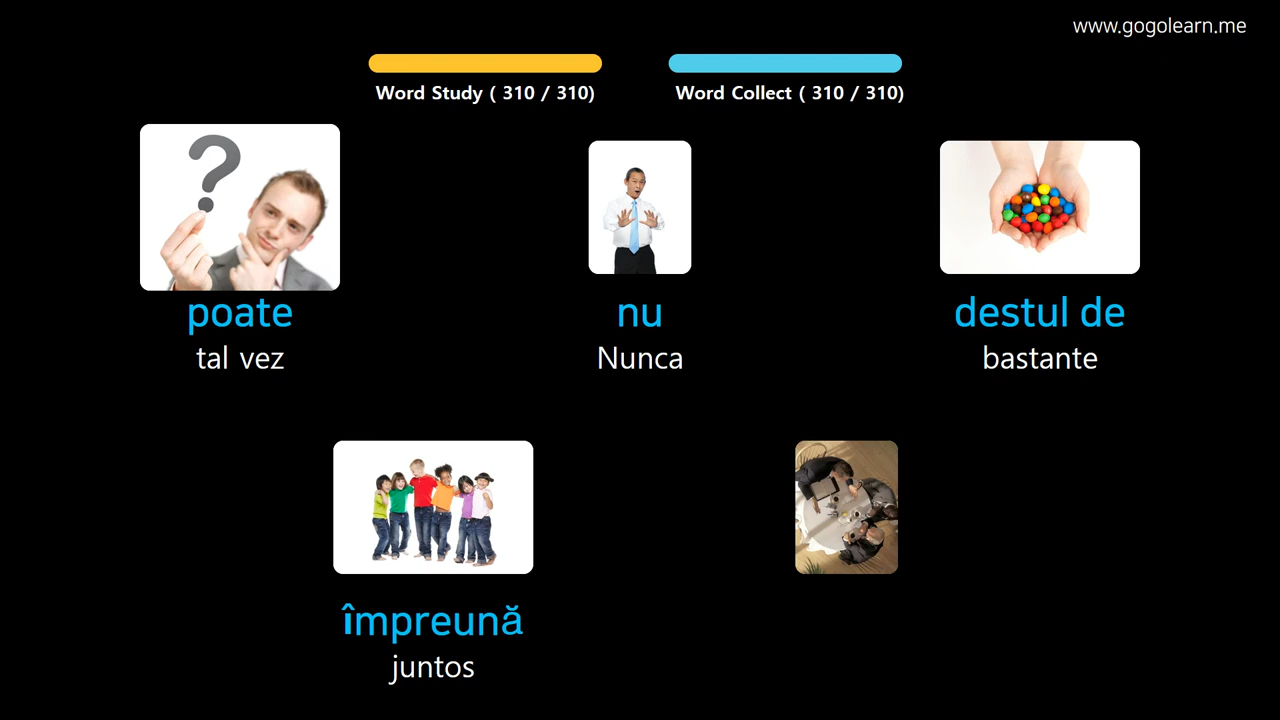 www.gogolearn.me
Word Study ( 310 / 310)
Word Collect ( 310 / 310)
poate
tal vez
nu
Nunca
destul de
bastante
împreună
juntos